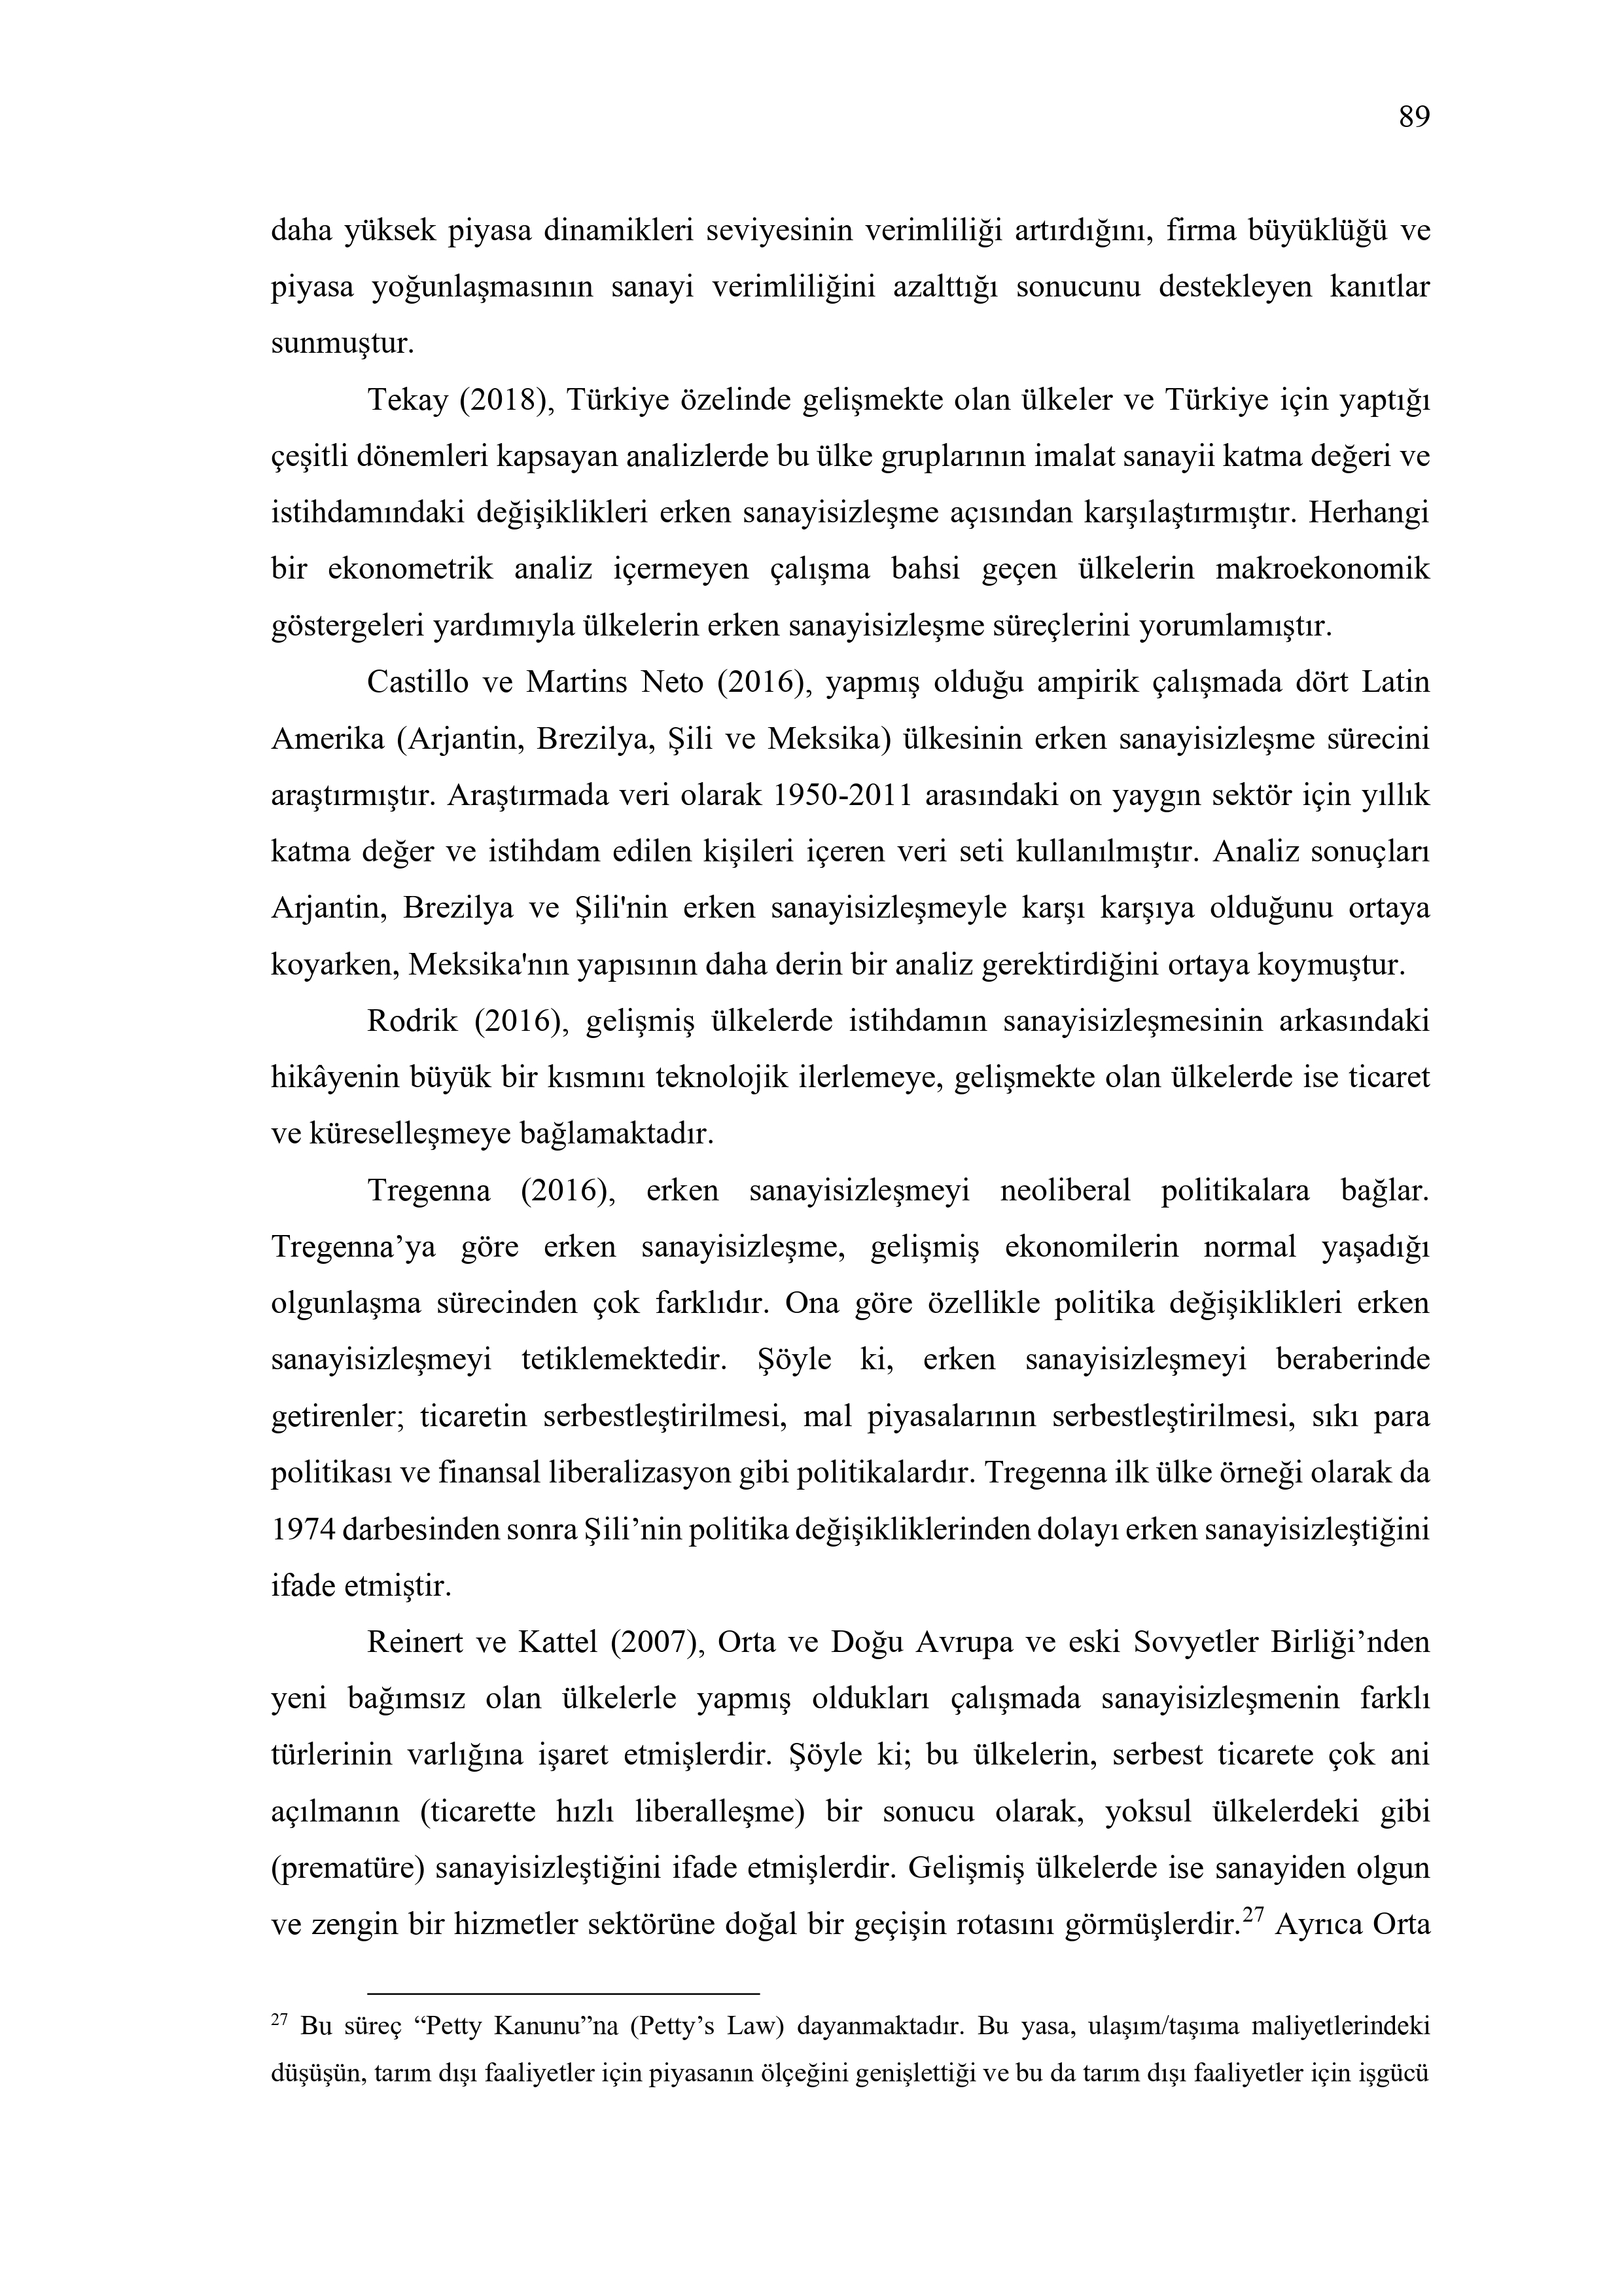 89
daha yüksek piyasa dinamikleri seviyesinin verimliliği artırdığını, firma büyüklüğü ve
piyasa yoğunlaşmasının sanayi verimliliğini azalttığı sonucunu destekleyen kanıtlar
sunmuştur.
Tekay (2018), Türkiye özelinde gelişmekte olan ülkeler ve Türkiye için yaptığı
çeşitli dönemleri kapsayan analizlerde bu ülke gruplarının imalat sanayii katma değeri ve
istihdamındaki değişiklikleri erken sanayisizleşme açısından karşılaştırmıştır. Herhangi
bir ekonometrik analiz içermeyen çalışma bahsi geçen ülkelerin makroekonomik
göstergeleri yardımıyla ülkelerin erken sanayisizleşme süreçlerini yorumlamıştır.
Castillo ve Martins Neto (2016), yapmış olduğu ampirik çalışmada dört Latin
Amerika (Arjantin, Brezilya, Şili ve Meksika) ülkesinin erken sanayisizleşme sürecini
araştırmıştır. Araştırmada veri olarak 1950-2011 arasındaki on yaygın sektör için yıllık
katma değer ve istihdam edilen kişileri içeren veri seti kullanılmıştır. Analiz sonuçları
Arjantin, Brezilya ve Şili'nin erken sanayisizleşmeyle karşı karşıya olduğunu ortaya
koyarken, Meksika'nın yapısının daha derin bir analiz gerektirdiğini ortaya koymuştur.
Rodrik (2016), gelişmiş ülkelerde istihdamın sanayisizleşmesinin arkasındaki
hikâyenin büyük bir kısmını teknolojik ilerlemeye, gelişmekte olan ülkelerde ise ticaret
ve küreselleşmeye bağlamaktadır.
Tregenna (2016), erken sanayisizleşmeyi neoliberal politikalara bağlar.
Tregenna’ya göre erken sanayisizleşme, gelişmiş ekonomilerin normal yaşadığı
olgunlaşma sürecinden çok farklıdır. Ona göre özellikle politika değişiklikleri erken
sanayisizleşmeyi tetiklemektedir. Şöyle ki, erken sanayisizleşmeyi beraberinde
getirenler; ticaretin serbestleştirilmesi, mal piyasalarının serbestleştirilmesi, sıkı para
politikası ve finansal liberalizasyon gibi politikalardır. Tregenna ilk ülke örneği olarak da
1974 darbesinden sonra Şili’nin politika değişikliklerinden dolayı erken sanayisizleştiğini
ifade etmiştir.
Reinert ve Kattel (2007), Orta ve Doğu Avrupa ve eski Sovyetler Birliği’nden
yeni bağımsız olan ülkelerle yapmış oldukları çalışmada sanayisizleşmenin farklı
türlerinin varlığına işaret etmişlerdir. Şöyle ki; bu ülkelerin, serbest ticarete çok ani
açılmanın (ticarette hızlı liberalleşme) bir sonucu olarak, yoksul ülkelerdeki gibi
(prematüre) sanayisizleştiğini ifade etmişlerdir. Gelişmiş ülkelerde ise sanayiden olgun
ve zengin bir hizmetler sektörüne doğal bir geçişin rotasını görmüşlerdir.27 Ayrıca Orta
27 Bu süreç “Petty Kanunu”na (Petty’s Law) dayanmaktadır. Bu yasa, ulaşım/taşıma maliyetlerindeki
düşüşün, tarım dışı faaliyetler için piyasanın ölçeğini genişlettiği ve bu da tarım dışı faaliyetler için işgücü